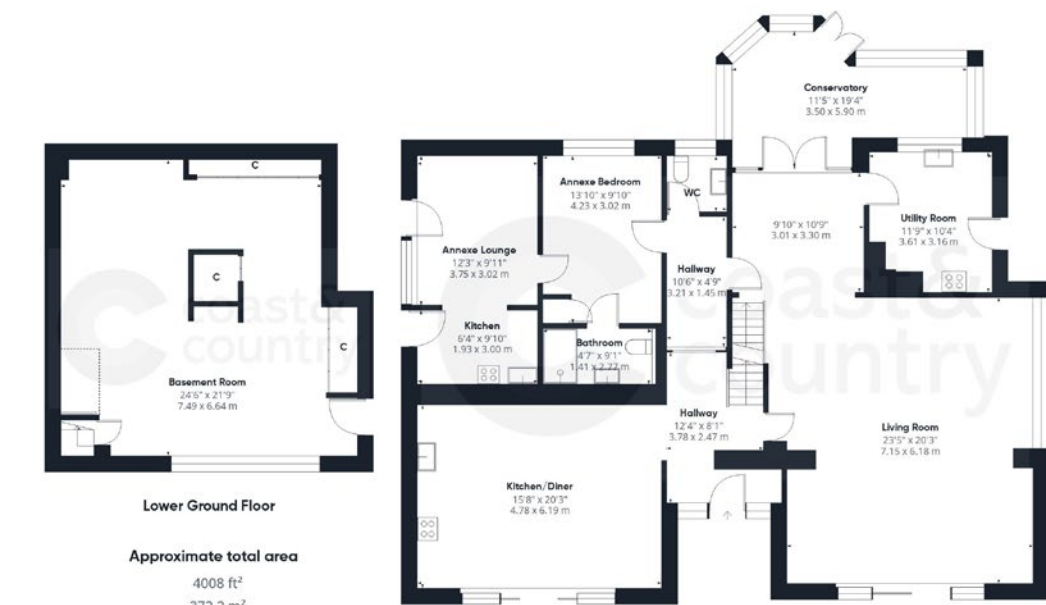 Conservatory
11'5" x 19'4"
3.50 x 5.90 m
C
Annexe Bedroom
13'10" x 9'10"
4.23 x 3.02 m
WC
9'10" x 10'9"
3.01 x 3.30 m
Utility Room
11'9" x 10'4"
3.61 x 3.16 m
Annexe Lounge
12'3" x 9'11"
3.75 x 3.02 m
Hallway
10'6" x 4'9"
3.21 x 1.45 m
C
Kitchen
6'4" x 9'10"
1.93 x 3.00 m
C
Bathroom
4'7" x 9'1"
1.41 x 2.77 m
coast &
country
coast &
country
Basement Room
24'6" x 21'9"
7.49 x 6.64 m
Hallway
12'4" x 8'1"
3.78 x 2.47 m
Living Room
23'5" x 20'3"
7.15 x 6.18 m
Kitchen/Diner
15'8" x 20'3"
4.78 x 6.19 m
Lower Ground Floor
Approximate total area
4008 ft²